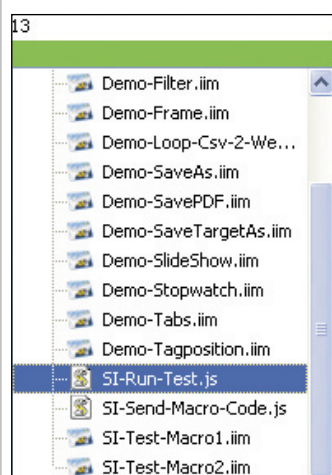 13
Demo-Filter.iim
Demo-Frame.iim
Demo-Loop-Csv-2-We...
Demo-SaveAs.iim
Demo-SavePDF.iim
Demo-SaveTargetAs.iim
Demo-SlideShow.iim
Demo-Stopwatch.iim
Demo-Tabs.iim
Demo-Tagposition.iim
SI-Run-Test.js
SI-Send-Macro-Code.js
SI-Test-Macro1.iim
SI-Test-Macro2.iim